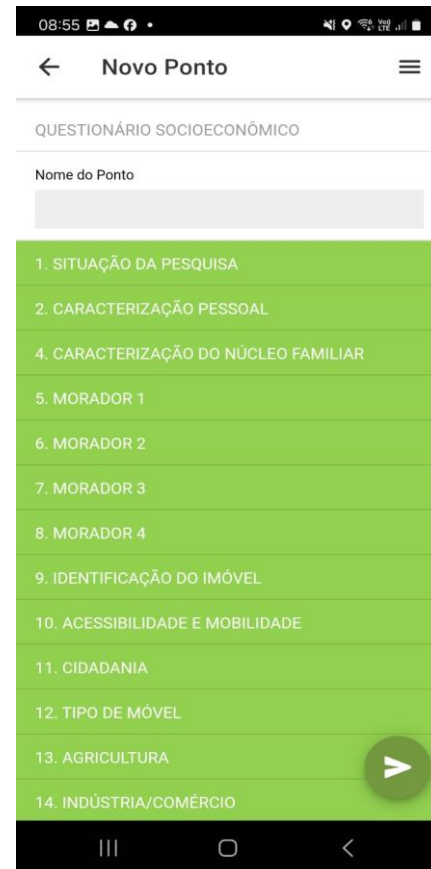 08:55
Novo Ponto
QUESTIONÁRIO SOCIOECONÔMICO
Nome do Ponto
1. SITUAÇÃO DA PESQUISA
2. CARACTERIZAÇÃO PESSOAL
4. CARACTERIZAÇÃO DO NÚCLEO FAMILIAR
5. MORADOR 1
6. MORADOR 2
7. MORADOR 3
8. MORADOR 4
9. IDENTIFICAÇÃO DO IMÓVEL
10. ACESSIBILIDADE E MOBILIDADE
11. CIDADANIA
12. TIPO DE MÓVEL
13. AGRICULTURA
14. INDÚSTRIA/COMÉRCIO